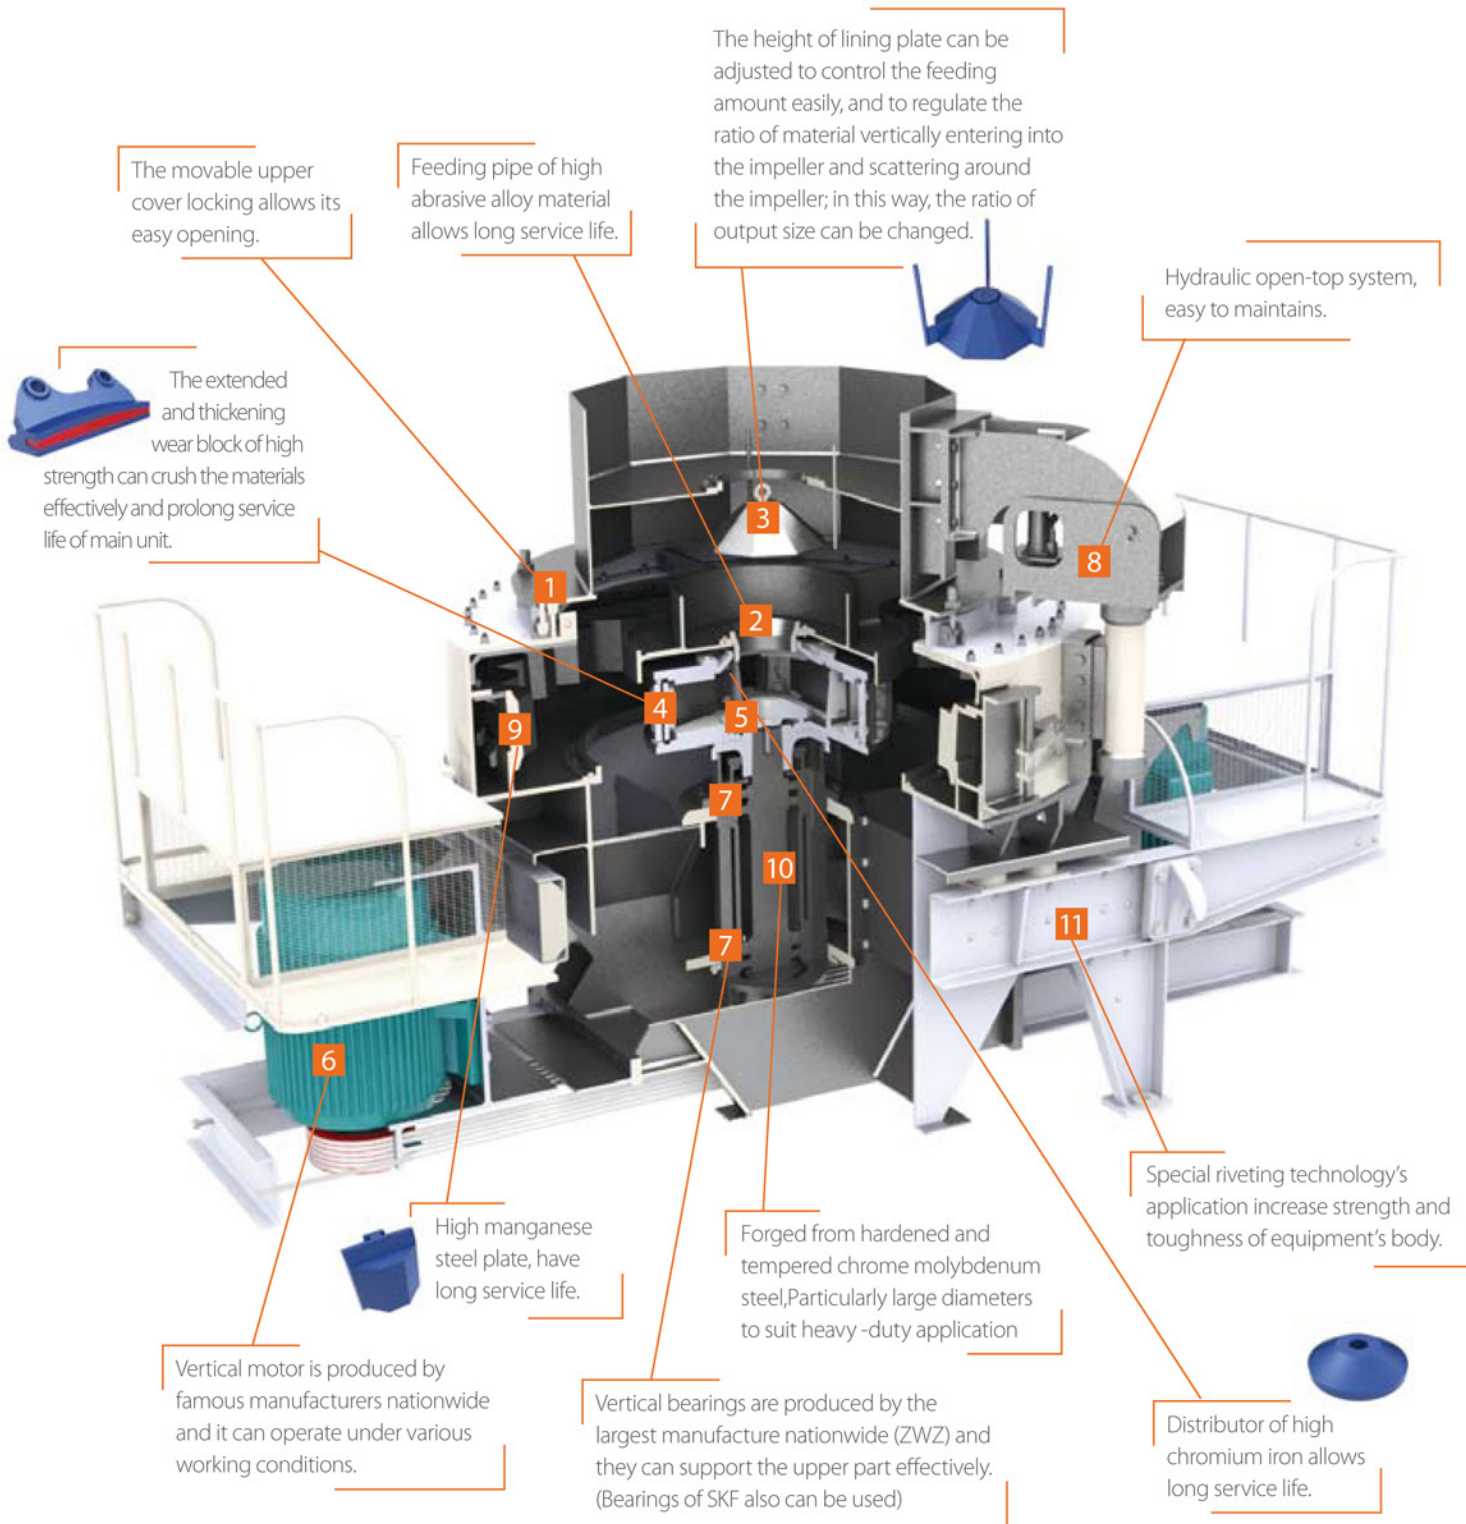 The height of lining plate can be
adjusted to control the feeding
amount easily, and to regulate the
ratio of material vertically entering into
the impeller and scattering around
the impeller; in this way, the ratio of
output size can be changed.
The movable upper
cover locking allows its
easy opening.
Feeding pipe of high
abrasive alloy material
allows long service life.
Hydraulic open-top system,
easy to maintains.
The extended
and thickening
wear block of high
strength can crush the materials
effectively and prolong service
life of main unit.
3
8
1
2
4
5
9
7
10
7
11
6
Special riveting technology's
application increase strength and
toughness of equipment's body.
High manganese
steel plate, have
long service life.
Forged from hardened and
tempered chrome molybdenum
steel,Particularly large diameters
to suit heavy -duty application
Vertical motor is produced by
famous manufacturers nationwide
and it can operate under various
working conditions.
Vertical bearings are produced by the
largest manufacture nationwide (ZWZ) and
they can support the upper part effectively.
(Bearings of SKF also can be used)
Distributor of high
chromium iron allows
long service life.